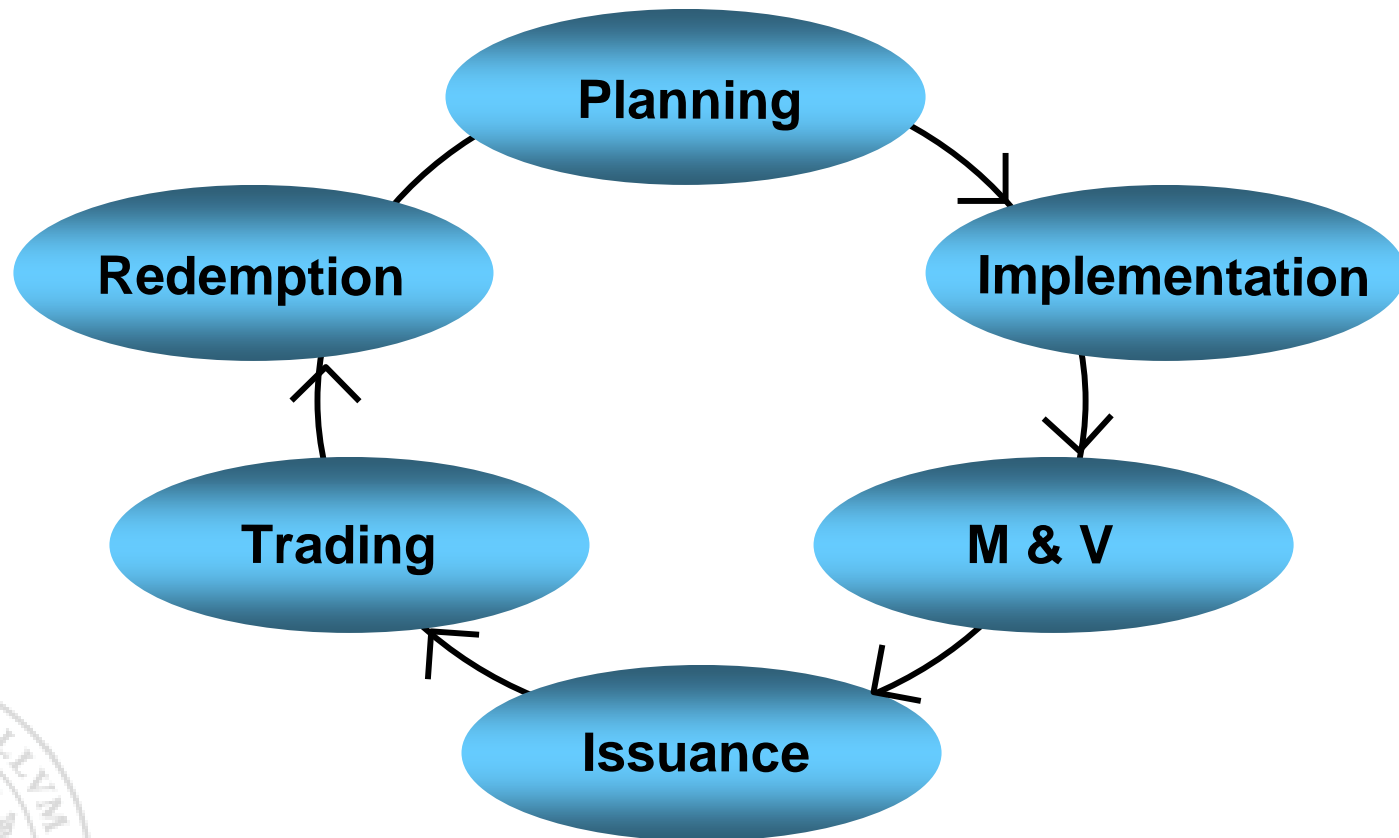 Planning
Implementation
M & V
Issuance
Trading
Redemption